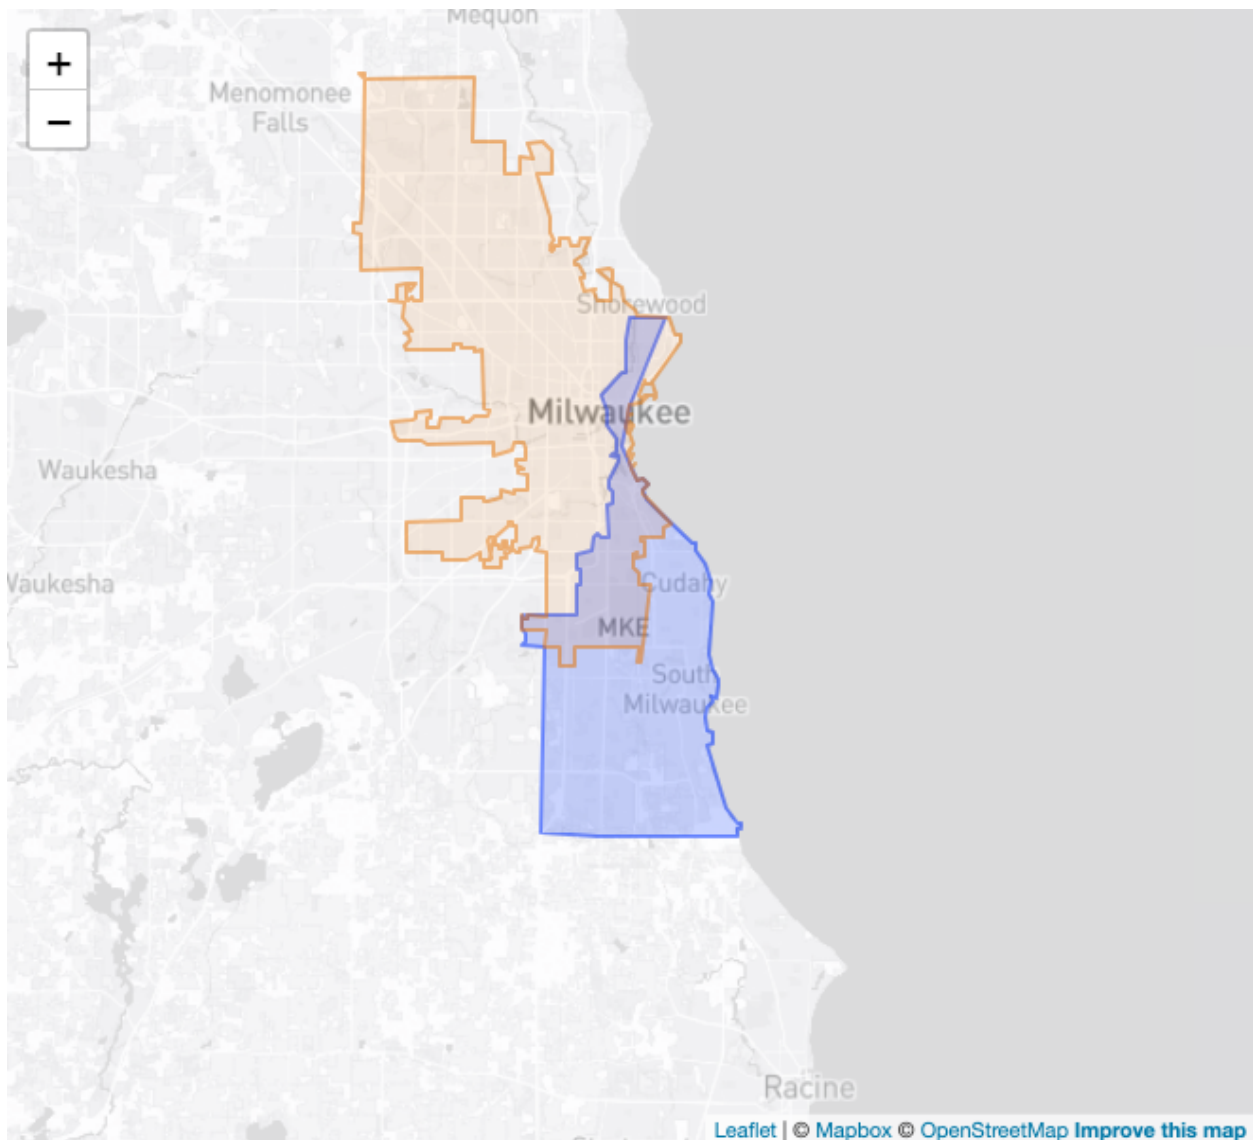 Mequon
+
−
Menomonee
Falls
Shorewood
Milwaukee
Waukesha
Waukesha
Cudahy
MKE
South
Milwaukee
Racine
Leaflet | © Mapbox © OpenStreetMap Improve this map